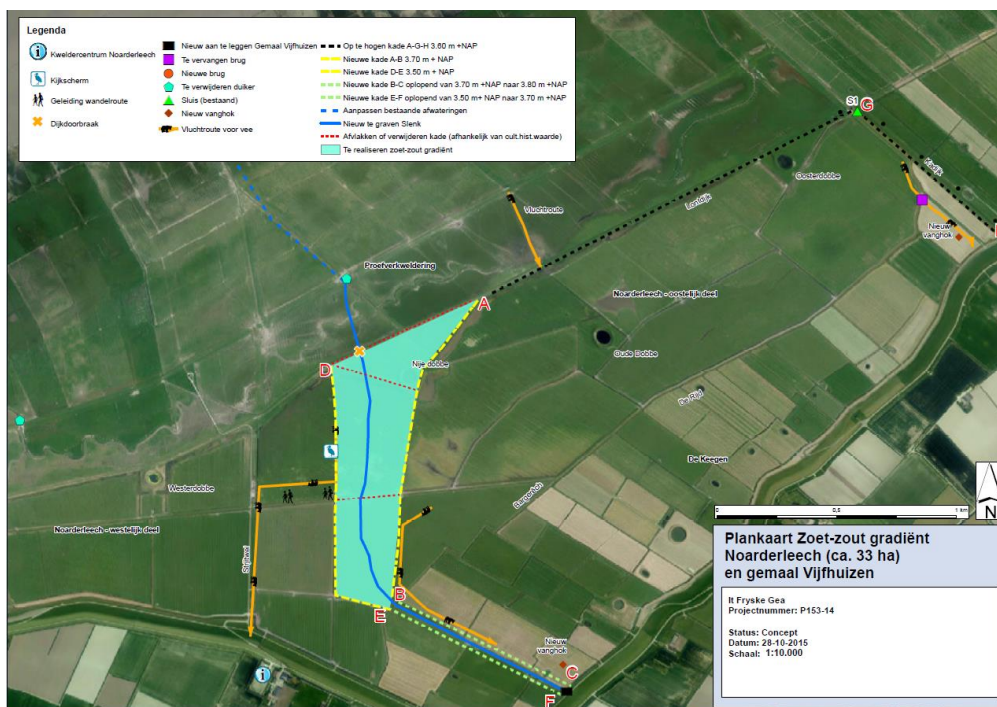 Legenda
Kweldercentrum Noarderleech
Kijkscherm
Geleiding wandelroute
Dijkdoorbraak
Nieuw aan te leggen Gemaal Vijfhuizen
Te vervangen brug
Nieuwe brug
Te verwijderen duiker
Sluis (bestaand)
Nieuw vanghok
Vluchtroute voor vee
Op te hogen kade A-G-H 3.60 m +NAP
Nieuwe kade A-B 3.70 m + NAP
Nieuwe kade D-E 3.50 m + NAP
Nieuwe kade B-C oplopend van 3.70 m +NAP naar 3.80 m +NAP
Nieuwe kade E-F oplopend van 3.50m+ NAP naar 3.70 m +NAP
Aanpassen bestaande afwateringen
Nieuw te graven Slenk
Afvlakken of verwijderen kade (afhankelijk van cult.hist.waarde)
Te realiseren zoet-zout gradiënt
S1
G
Kadijk
Oosterdobbe
Vluchtroute
Nieuw
vanghok
Proefverkweldering
A
Noarderleech - oostelijk deel
D
Nije dobbe
Oude Dobbe
De Rijd
De Keegen
Westerdobbe
Noarderleech - westelijk deel
B
E
Nieuw
vanghok
C
F
0
0,5
1 km
N
Plankaart Zoet-zout gradiënt
Noarderleech (ca. 33 ha)
en gemaal Vijfhuizen
It Fryske Gea
Projectnummer: P153-14
Status: Concept
Datum: 28-10-2015
Schaal: 1:10.000